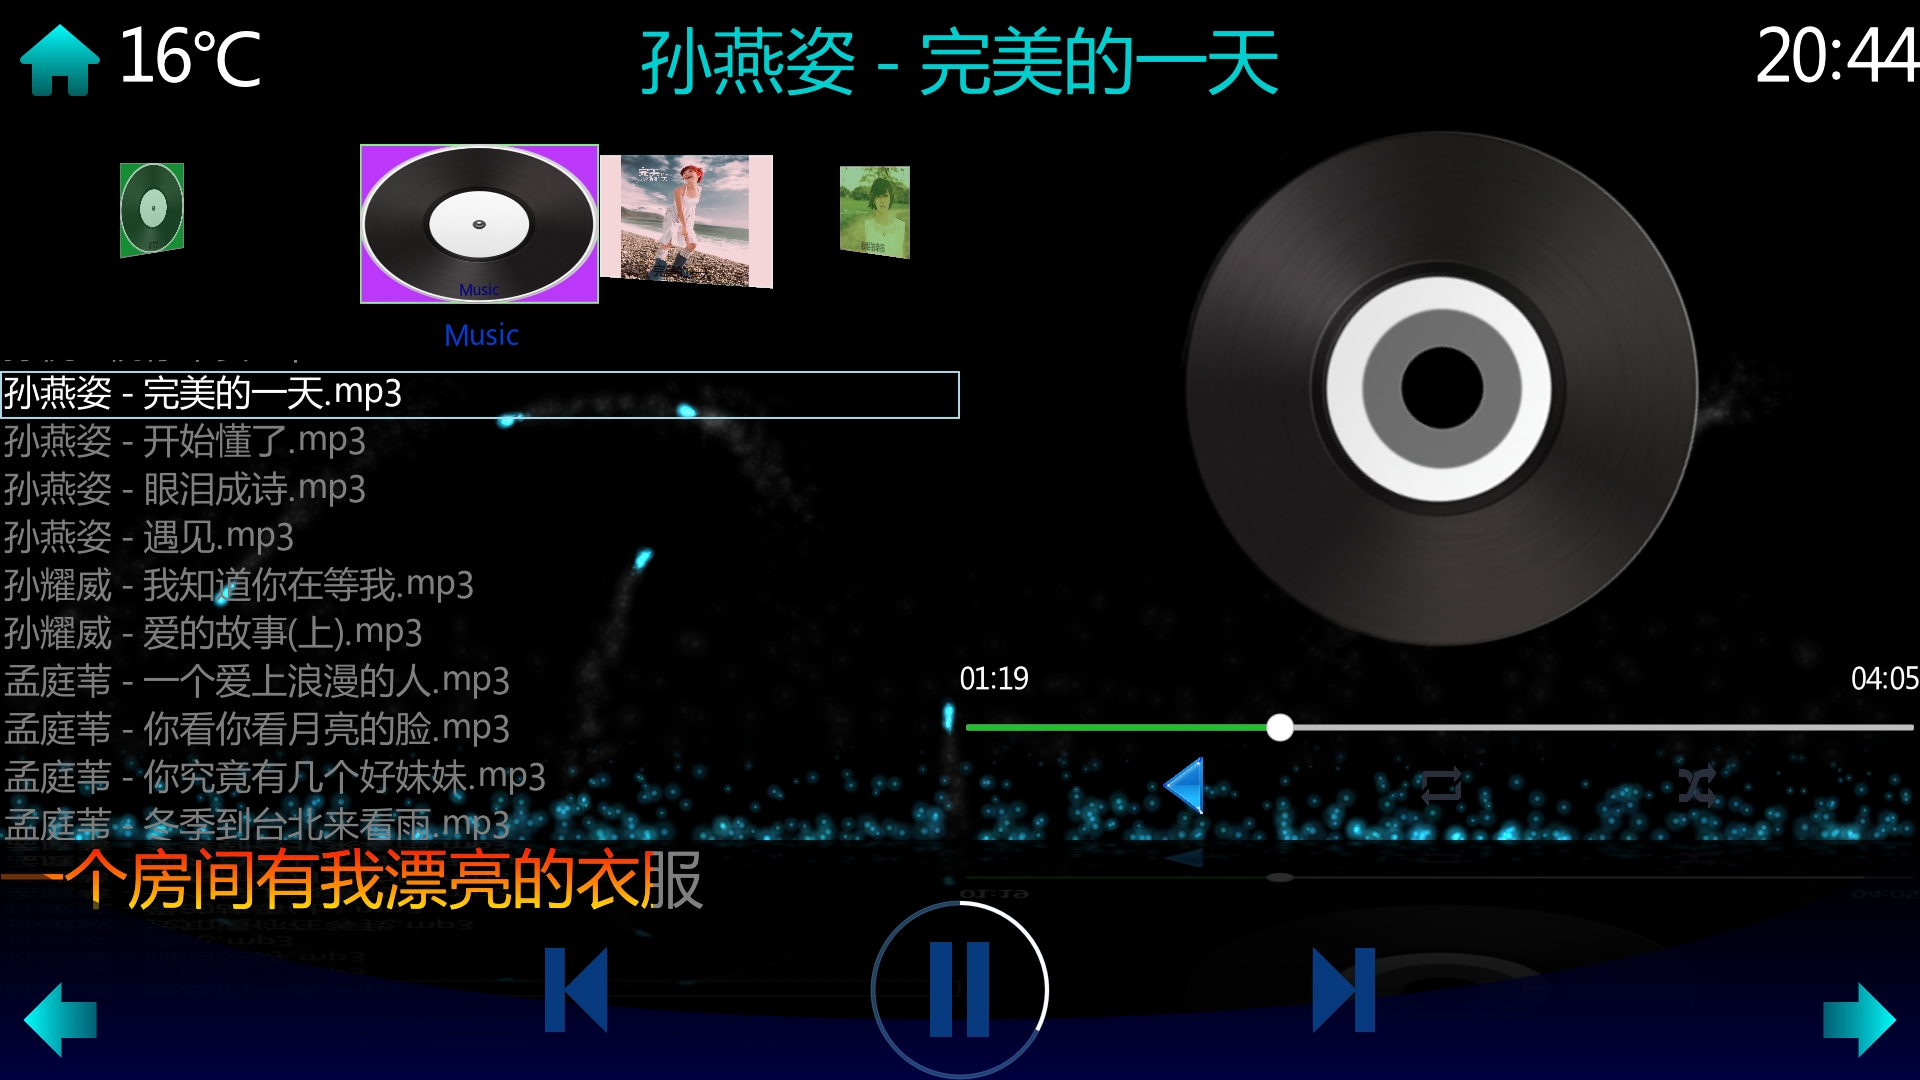 16℃
孙燕姿 - 完美的一天
20:44
Music
Music
孙燕姿 - 完美的一天.mp3
孙燕姿 - 开始懂了.mp3
孙燕姿 - 眼泪成诗.mp3
孙燕姿 - 遇见.mp3
孙耀威 - 我知道你在等我.mp3
孙耀威 - 爱的故事(上).mp3
孟庭苇 - 一个爱上浪漫的人.mp3
孟庭苇 - 你看你看月亮的脸.mp3
孟庭苇 - 你究竟有几个好妹妹.mp3
孟庭苇 - 冬季到台北来看雨.mp3
01:19
04:05
一个房间有我漂亮的衣服